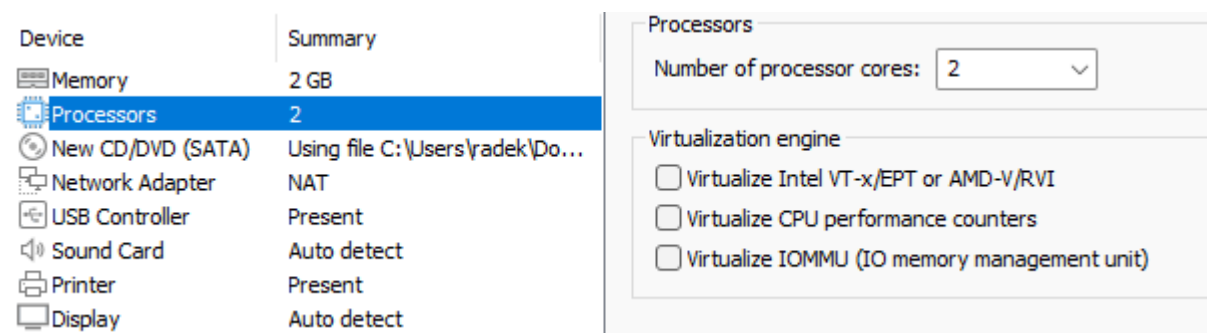 Device Summary
Memory 2 GB
Processors 2
New CD/DVD (SATA) Using file C:\Users\radek\Do...
Network Adapter NAT
USB Controller Present
Sound Card Auto detect
Printer Present
Display Auto detect
Processors
Number of processor cores: 2
Virtualization engine
Virtualize Intel VT-x/EPT or AMD-V/RVI
Virtualize CPU performance counters
Virtualize IOMMU (IO memory management unit)